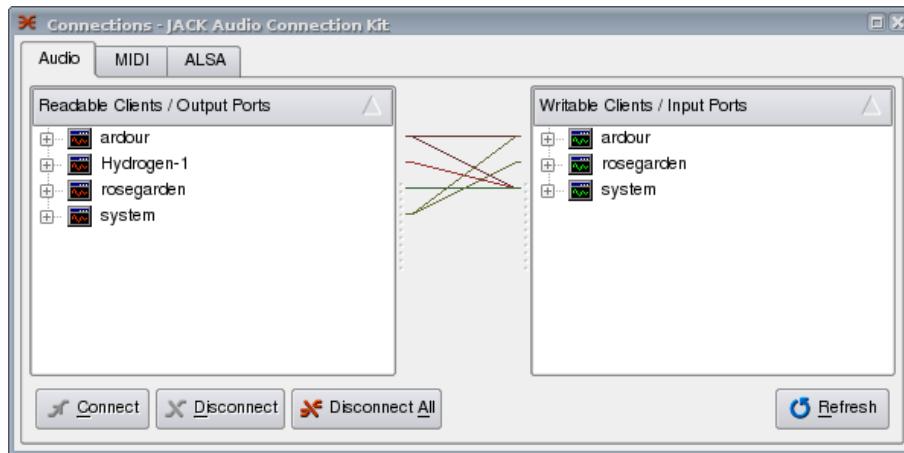 Connections - JACK Audio Connection Kit
Audio MIDI ALSA
Readable Clients / Output Ports
ardour
Hydrogen-1
rosegarden
system
Writable Clients / Input Ports
ardour
rosegarden
system
Connect Disconnect Disconnect All Refresh